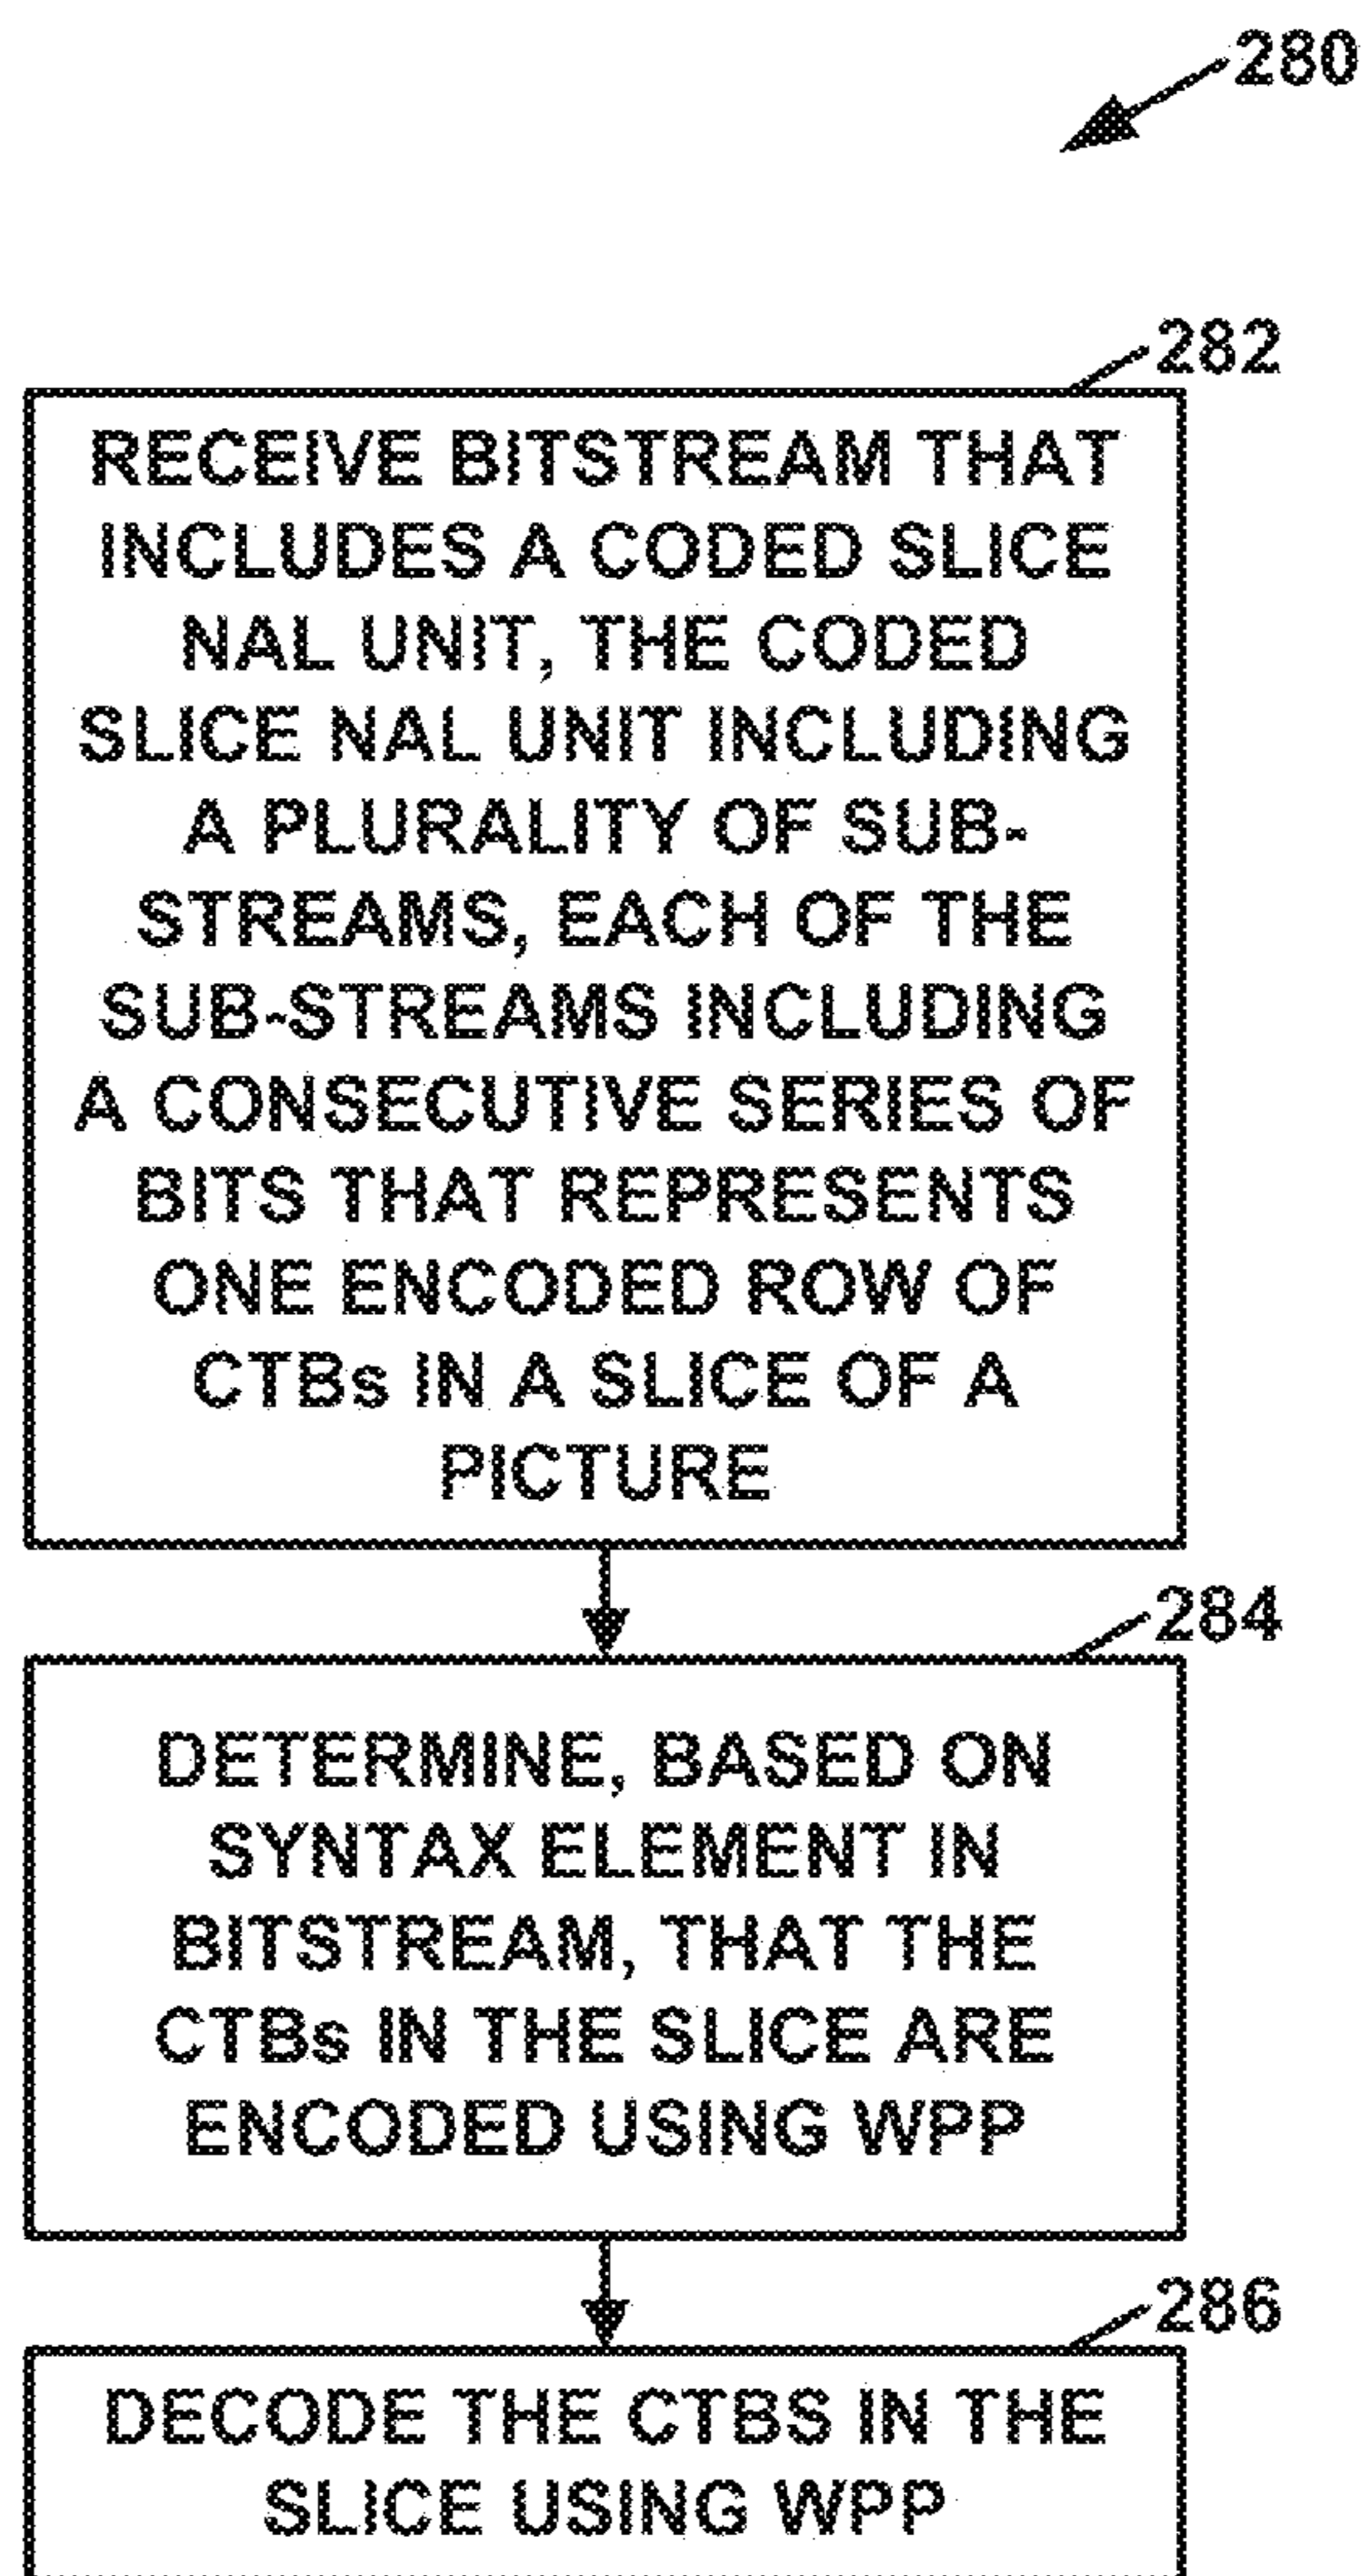 280
282
RECEIVE BITSTREAM THAT
INCLUDES A CODED SLICE
NAL UNIT, THE CODED
SLICE NAL UNIT INCLUDING
A PLURALITY OF SUB-
STREAMS, EACH OF THE
SUB-STREAMS INCLUDING
A CONSECUTIVE SERIES OF
BITS THAT REPRESENTS
ONE ENCODED ROW OF
CTBs IN A SLICE OF A
PICTURE
284
DETERMINE, BASED ON
SYNTAX ELEMENT IN
BITSTREAM, THAT THE
CTBs IN THE SLICE ARE
ENCODED USING WPP
286
DECODE THE CTBS IN THE
SLICE USING WPP